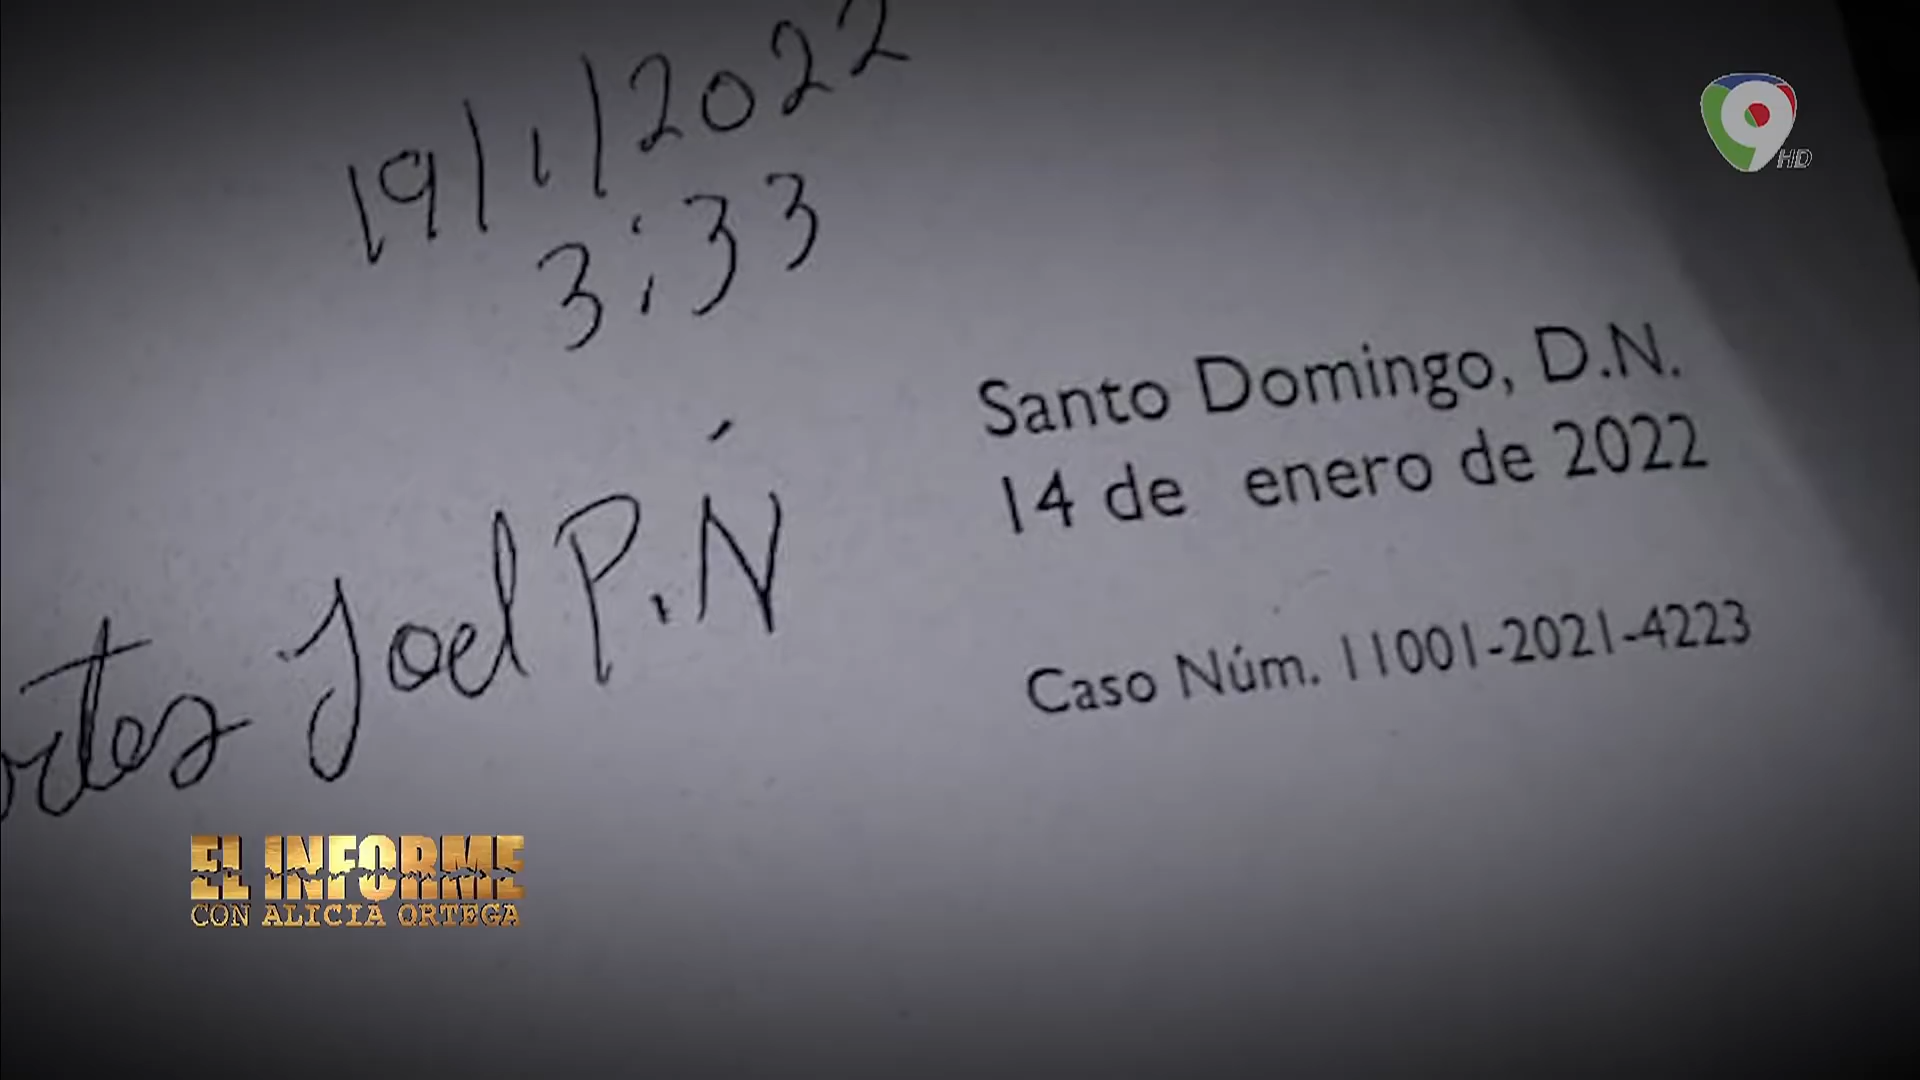 19/1/2022
3:33
HD
Santo Domingo, D.N.
14 de enero de 2022
Joel P.N
Caso Núm. 11001-2021-4223
EL INFORME
CON ALICIA ORTEGA